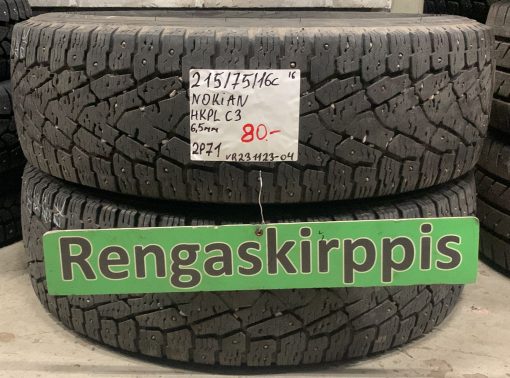 215/75/16c 16
NOKIAN
HKPL C3
6,5mm 80-
2P71 VR231123-04
Rengaskirppis